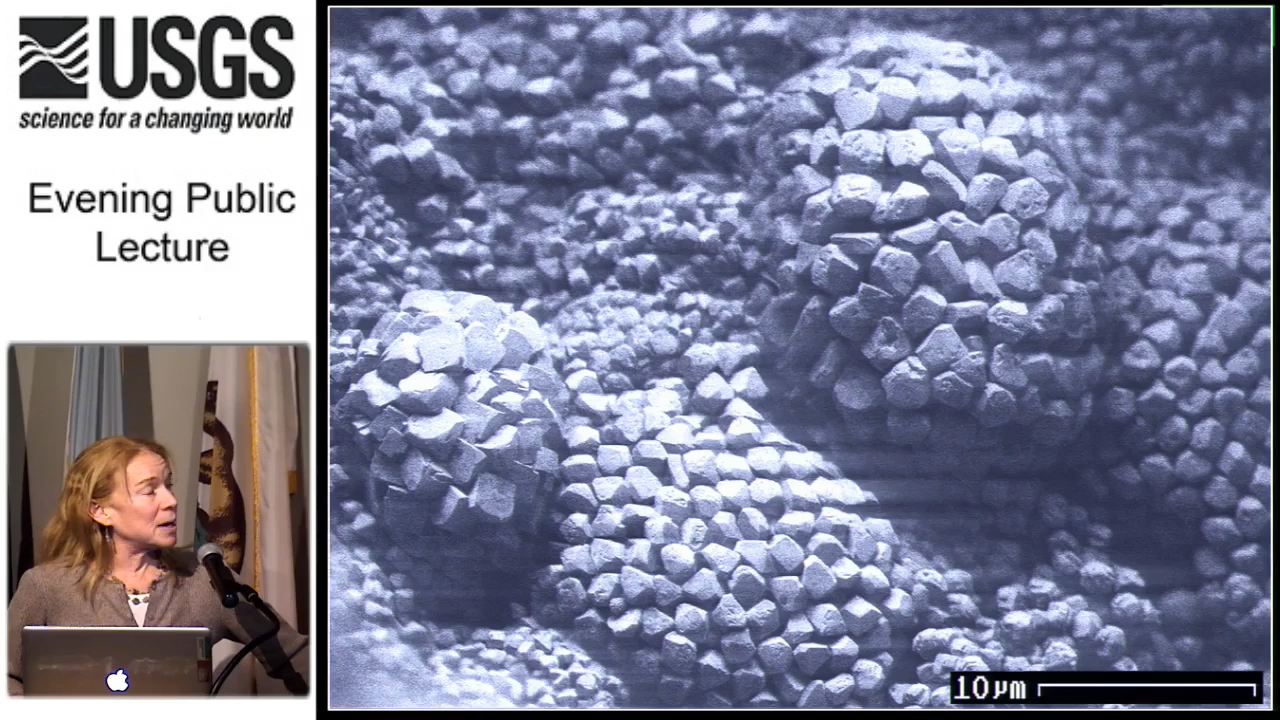 USGS
science for a changing world
Evening Public
Lecture
10μm